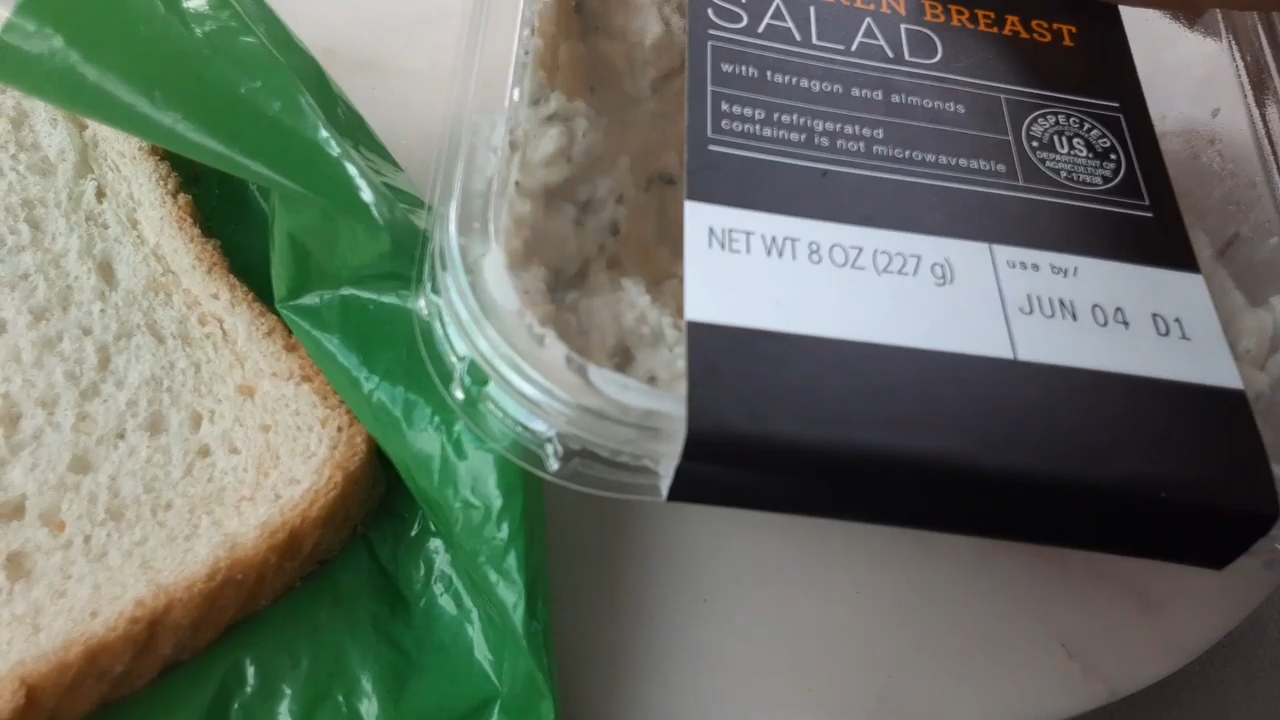 BREAST
SALAD
with tarragon and almonds
keep refrigerated
container is not microwaveable
INSPECTED
U.S.
DEPARTMENT OF
AGRICULTURE
P-17938
NET WT 8 OZ (227 g)
use by/
JUN 04 D1